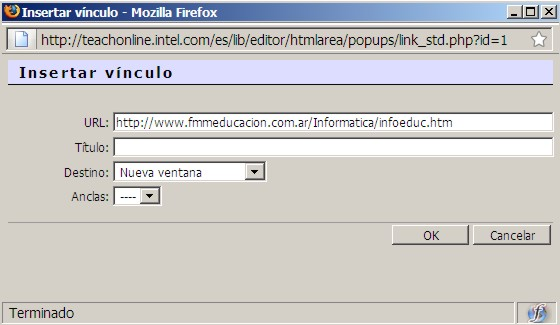 Insertar vínculo - Mozilla Firefox
http://teachonline.intel.com/es/lib/editor/htmlarea/popups/link_std.php?id=1
Insertar vínculo
URL: http://www.fmmeducacion.com.ar/Informatica/infoeduc.htm
Título:
Destino: Nueva ventana
Anclas: ----
OK Cancelar
Terminado